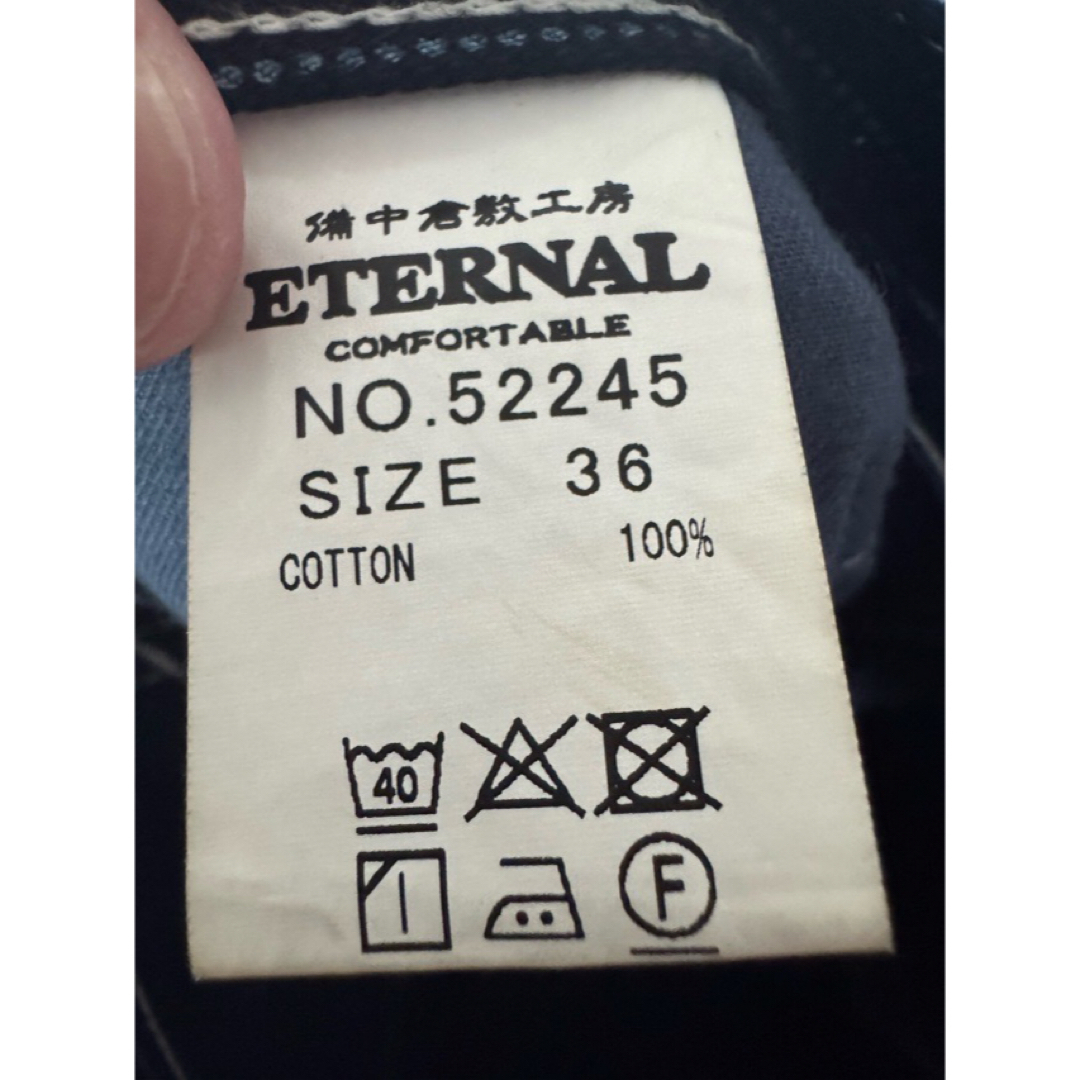 備中倉敷工房
ETERNAL
COMFORTABLE
NO.52245
SIZE 36
COTTON 100%
40
F